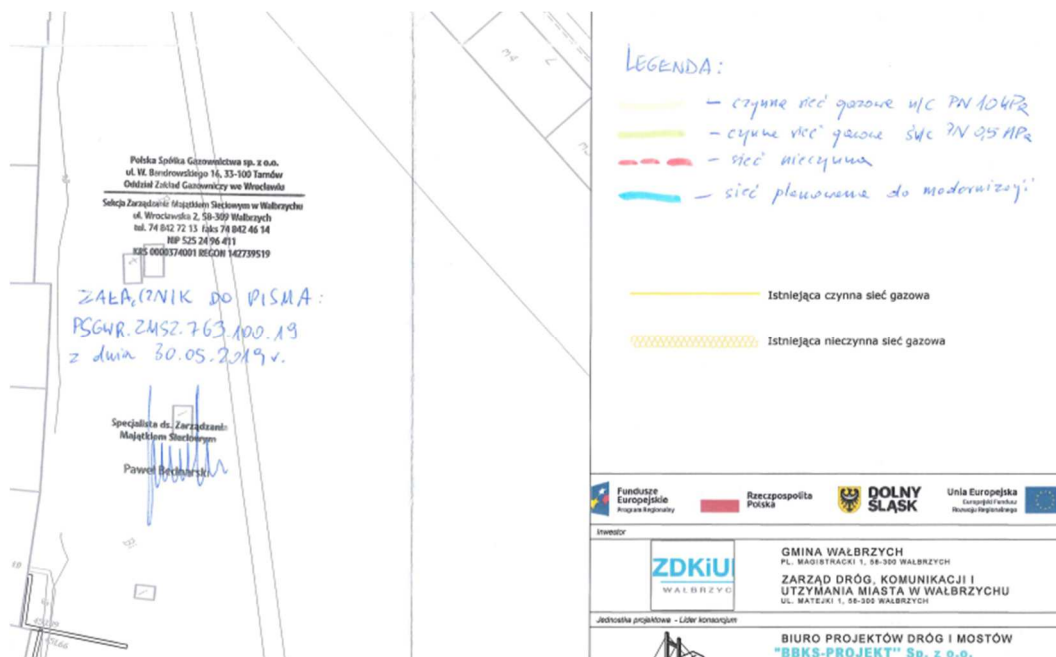 Polska Spółka Gazownictwa sp. z o.o.
ul. W. Bandrowskiego 16, 33-100 Tarnów
Oddział Zakład Gazowniczy we Wrocławiu
Sekcja Zarządzania Majątkiem Sieciowym w Wałbrzychu
ul. Wrocławska 2, 58-309 Wałbrzych
tel. 74 842 72 13 faks 74 842 46 14
NIP 525 24 96 411
KRS 0000374001 REGON 142739519
ZAŁĄCZNIK DO PISMA:
PSGWR.ZMSZ.763.100.19
z dnia 30.05.2019r.
Specjalista ds. Zarządzania
Majątkiem Sieciowym
Paweł Bednarski
LEGENDA:
– czynna sieć gazowa n/c PN 10 kPa
– czynna sieć gazowa ś/c PN 0,5 MPa
– sieć nieczynna
– sieć planowana do modernizacji
Istniejąca czynna sieć gazowa
Istniejąca nieczynna sieć gazowa
Fundusze
Europejskie
Program Regionalny
Rzeczpospolita
Polska
DOLNY
ŚLĄSK
Unia Europejska
Europejski Fundusz
Rozwoju Regionalnego
Inwestor
ZDKiU
WAŁBRZYC
GMINA WAŁBRZYCH
PL. MAGISTRACKI 1, 58-300 WAŁBRZYCH
ZARZĄD DRÓG, KOMUNIKACJI I
UTRZYMANIA MIASTA W WAŁBRZYCHU
UL. MATEJKI 1, 58-300 WAŁBRZYCH
Jednostka projektowa - Lider konsorcjum
BIURO PROJEKTÓW DRÓG I MOSTÓW
"BBKS-PROJEKT" Sp. z o.o.